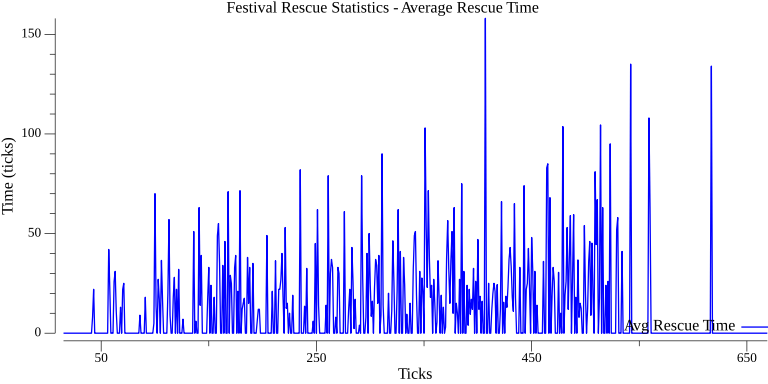 Festival Rescue Statistics - Average Rescue Time
150
100
50
0
Time (ticks)
Avg Rescue Time
50
250
450
650
Ticks